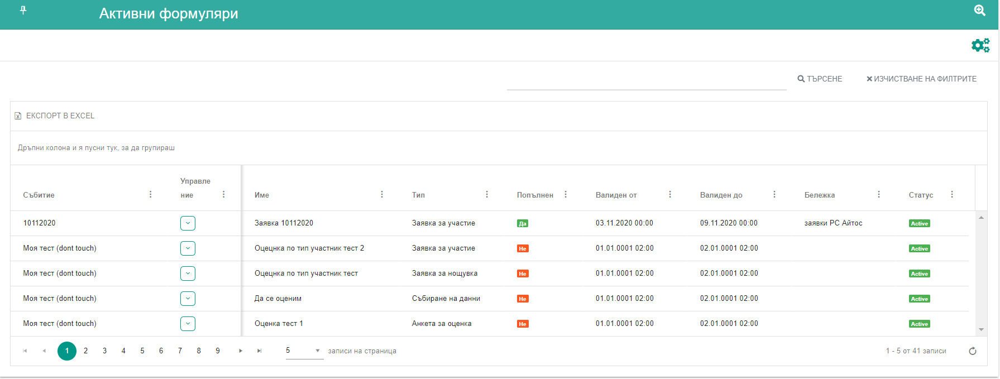 Активни формуляри
ТЪРСЕНЕ ИЗЧИСТВАНЕ НА ФИЛТРИТЕ
ЕКСПОРТ В EXCEL
Дръпни колона и я пусни тук, за да групираш
Събитие Управле
ние Име Тип Попълнен Валиден от Валиден до Бележка Статус
10112020 Заявка 10112020 Заявка за участие Да 03.11.2020 00:00 09.11.2020 00:00 заявки РС Айтос Active
Моя тест (dont touch) Оцецнка по тип участник тест 2 Заявка за участие Не 01.01.0001 02:00 02.01.0001 02:00 Active
Моя тест (dont touch) Оцецнка по тип участник тест Заявка за нощувка Не 01.01.0001 02:00 02.01.0001 02:00 Active
Моя тест (dont touch) Да се оценим Събиране на данни Не 01.01.0001 02:00 02.01.0001 02:00 Active
Моя тест (dont touch) Оценка тест 1 Анкета за оценка Не 01.01.0001 02:00 02.01.0001 02:00 Active
1 2 3 4 5 6 7 8 9 5 записи на страница 1 - 5 от 41 записи